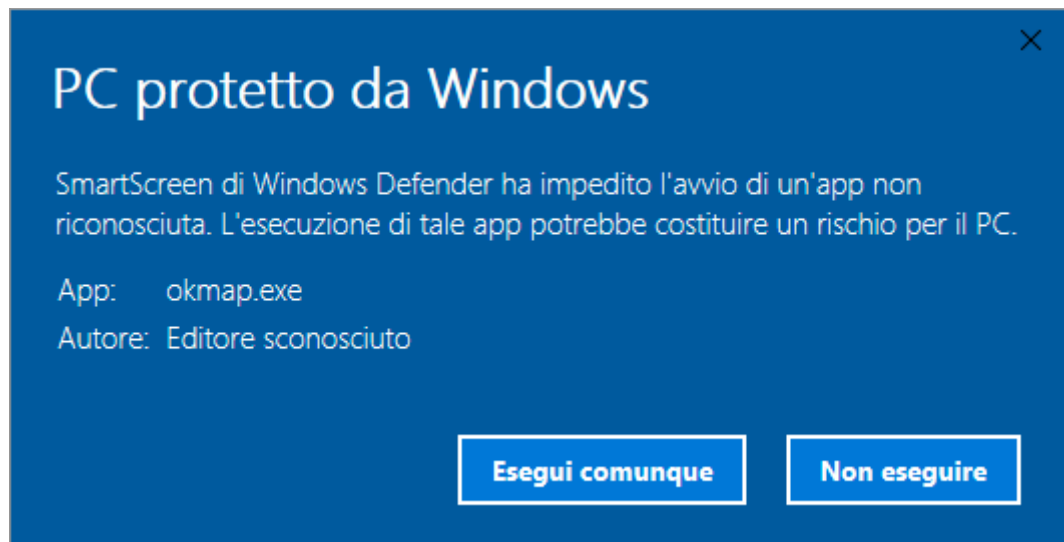 PC protetto da Windows
SmartScreen di Windows Defender ha impedito l'avvio di un'app non
riconosciuta. L'esecuzione di tale app potrebbe costituire un rischio per il PC.
App: okmap.exe
Autore: Editore sconosciuto
Esegui comunque Non eseguire